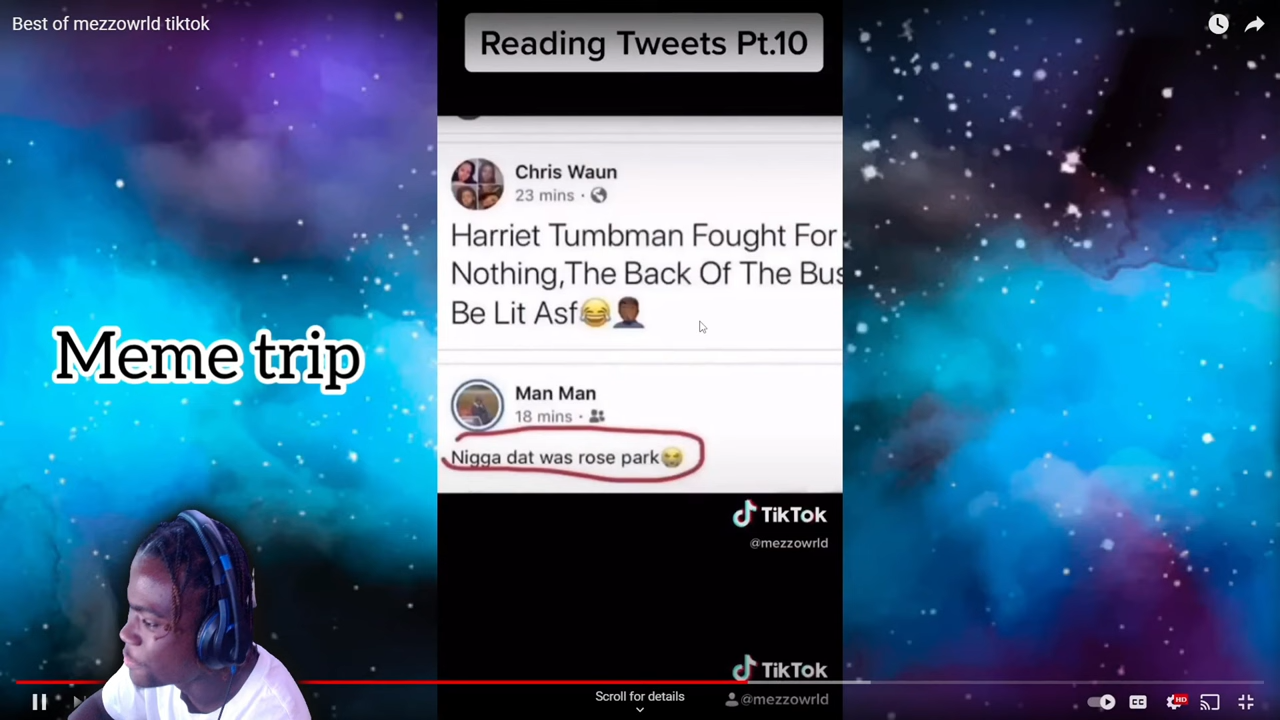 Best of mezzowrld tiktok
Reading Tweets Pt.10
Chris Waun
23 mins ·
Harriet Tumbman Fought For
Nothing,The Back Of The Bus
Be Lit Asf😂🤦🏾‍♂️
Man Man
18 mins ·
Nigga dat was rose park😭
Meme trip
TikTok
@mezzowrld
TikTok
@mezzowrld
Scroll for details
CC
HD